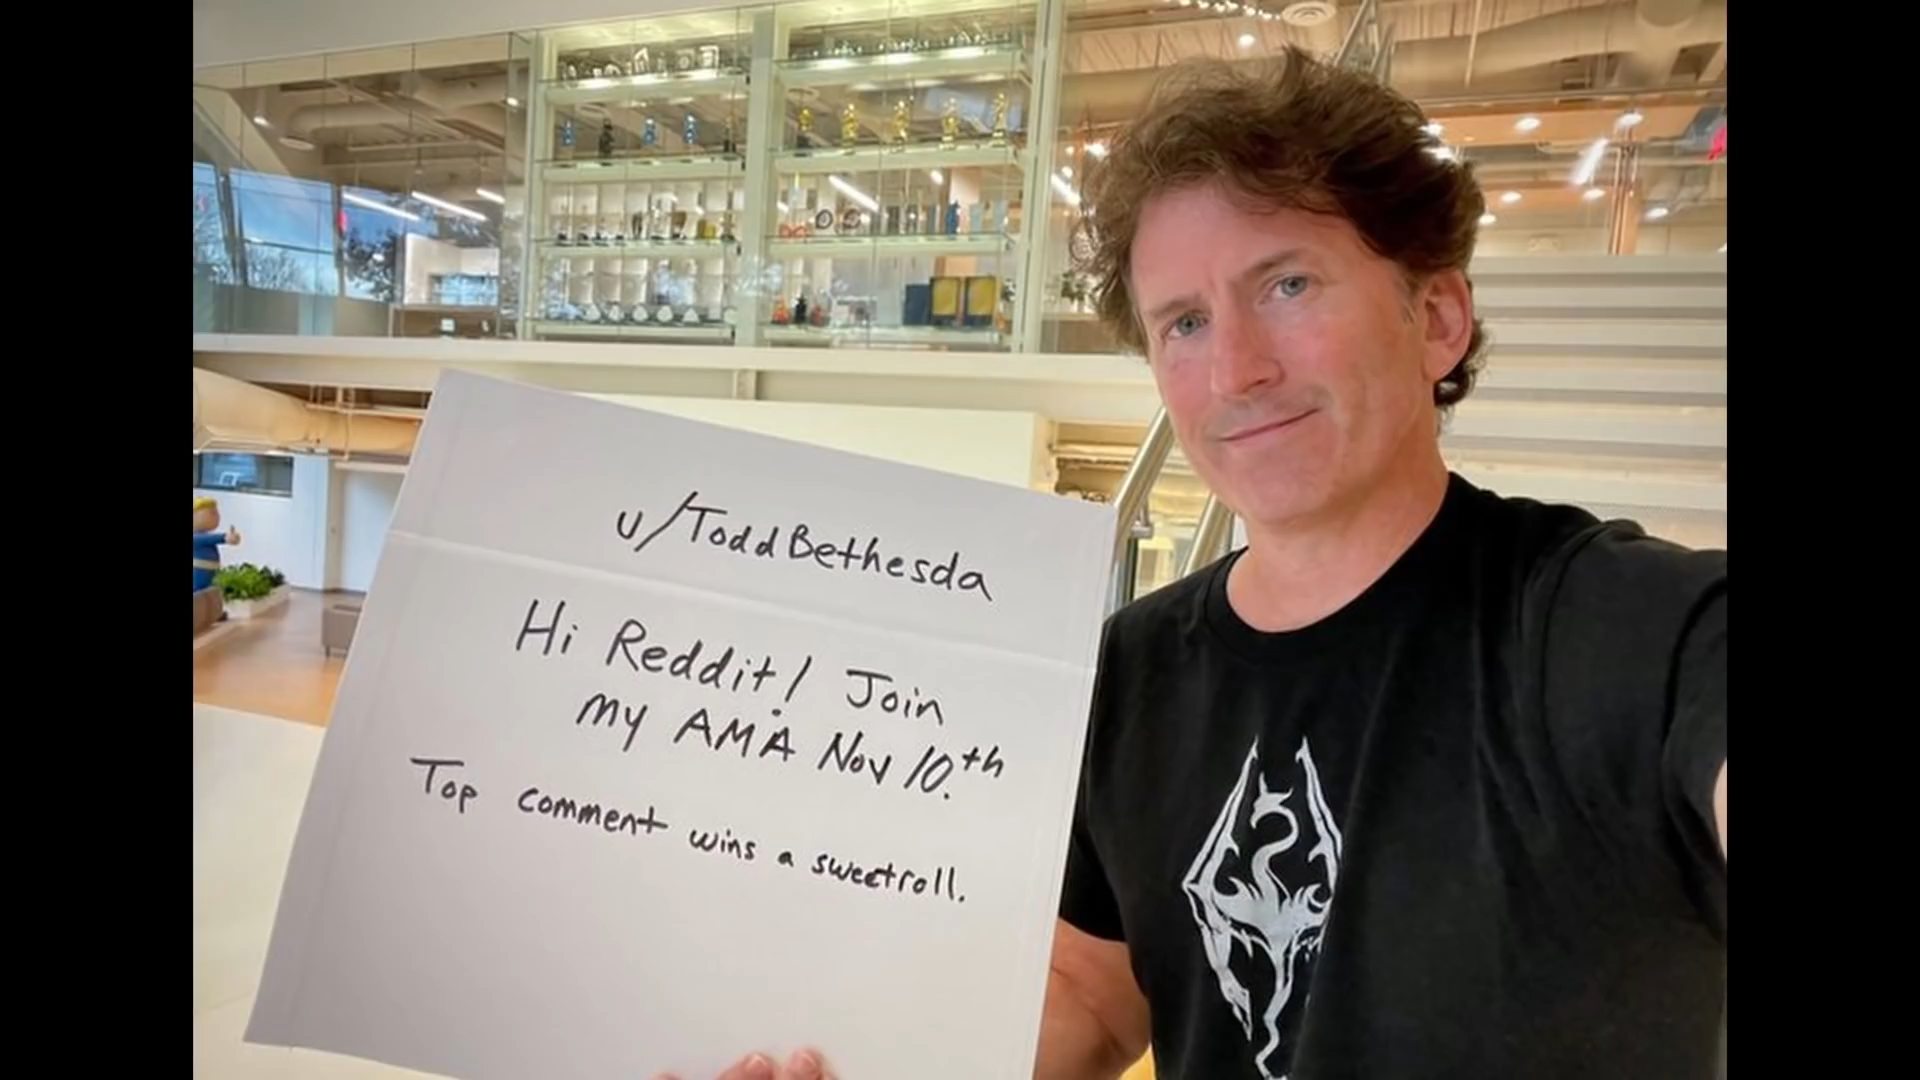 u/ToddBethesda
Hi Reddit! Join
my AMA Nov 10th.
Top comment wins a sweetroll.